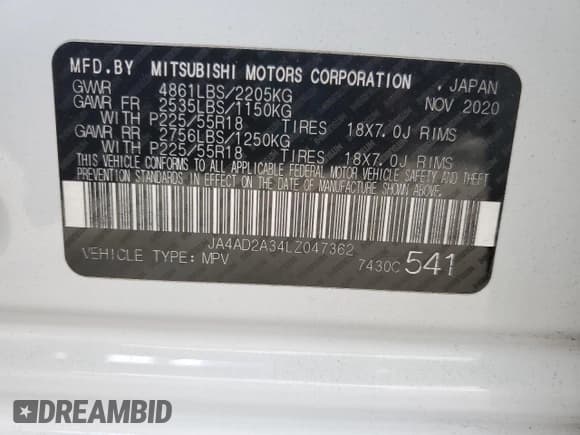 MFD.BY MITSUBISHI MOTORS CORPORATION , JAPAN
GVWR 4861LBS/2205KG NOV 2020
GAWR FR 2535LBS/1150KG
WITH P225/55R18 TIRES 18X7.0J RIMS
GAWR RR 2756LBS/1250KG
WITH P225/55R18 TIRES 18X7.0J RIMS
THIS VEHICLE CONFORMS TO ALL APPLICABLE FEDERAL MOTOR VEHICLE SAFETY AND THEFT
PREVENTION STANDARDS IN EFFECT ON THE DATE OF MANUFACTURE SHOWN ABOVE.
JA4AD2A34LZ047362
VEHICLE TYPE: MPV 7430C 541
DREAMBID